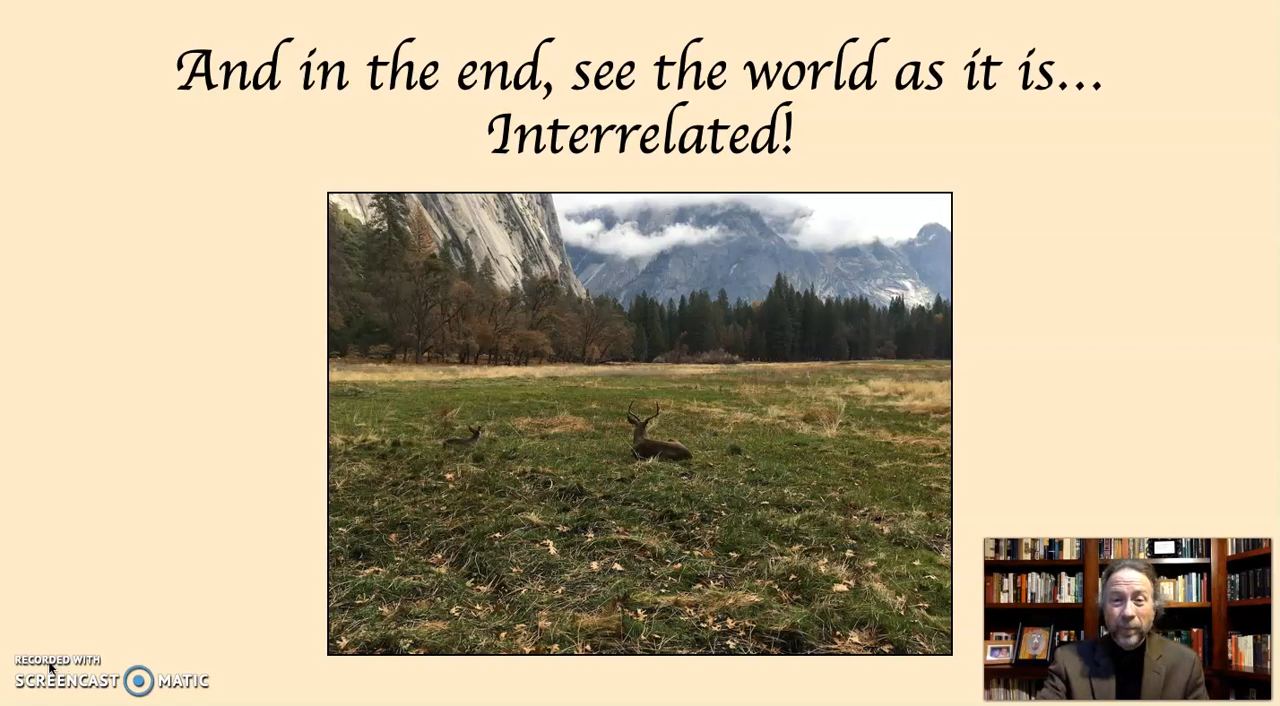 And in the end, see the world as it is...
Interrelated!
RECORDED WITH
SCREENCAST MATIC